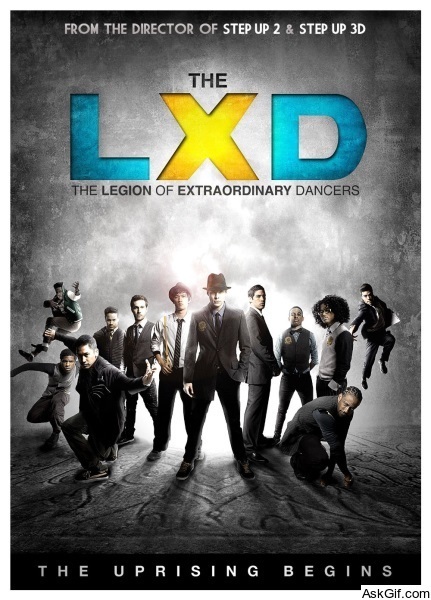 FROM THE DIRECTOR OF STEP UP 2 & STEP UP 3D
THE
LXD
THE LEGION OF EXTRAORDINARY DANCERS
THE UPRISING BEGINS
AskGif.com